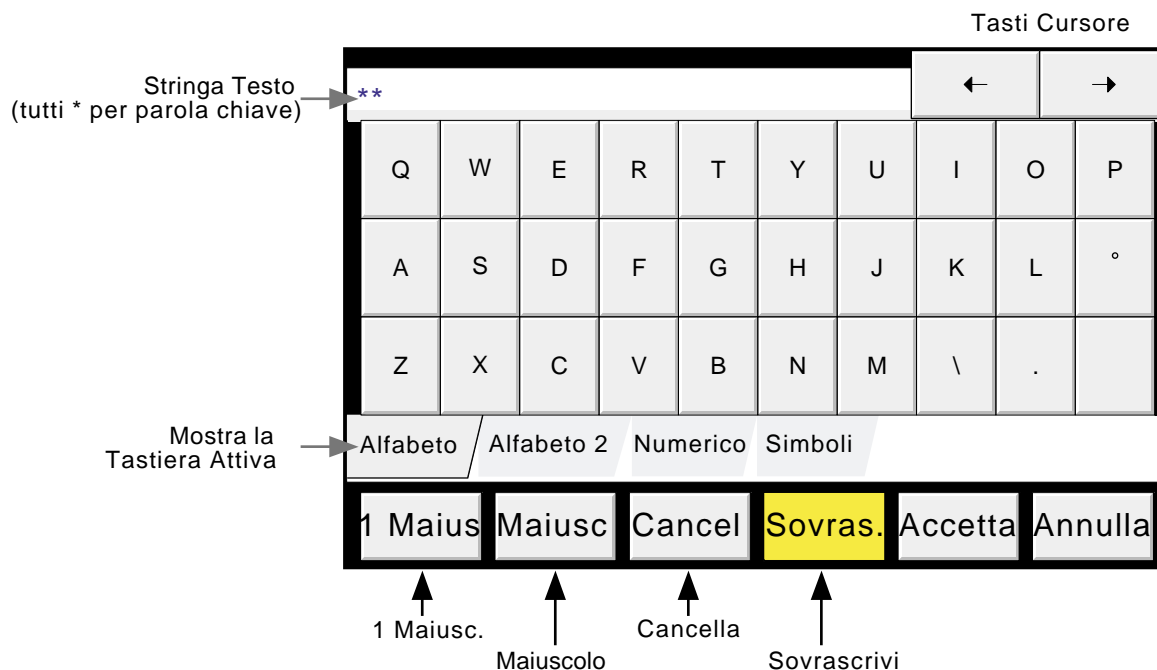 Tasti Cursore
Stringa Testo
(tutti * per parola chiave)
**
← →
Q W E R T Y U I O P
A S D F G H J K L °
Z X C V B N M \ .
Mostra la
Tastiera Attiva
Alfabeto Alfabeto 2 Numerico Simboli
1 Maius Maiusc Cancel Sovras. Accetta Annulla
1 Maiusc. Cancella
Maiuscolo Sovrascrivi